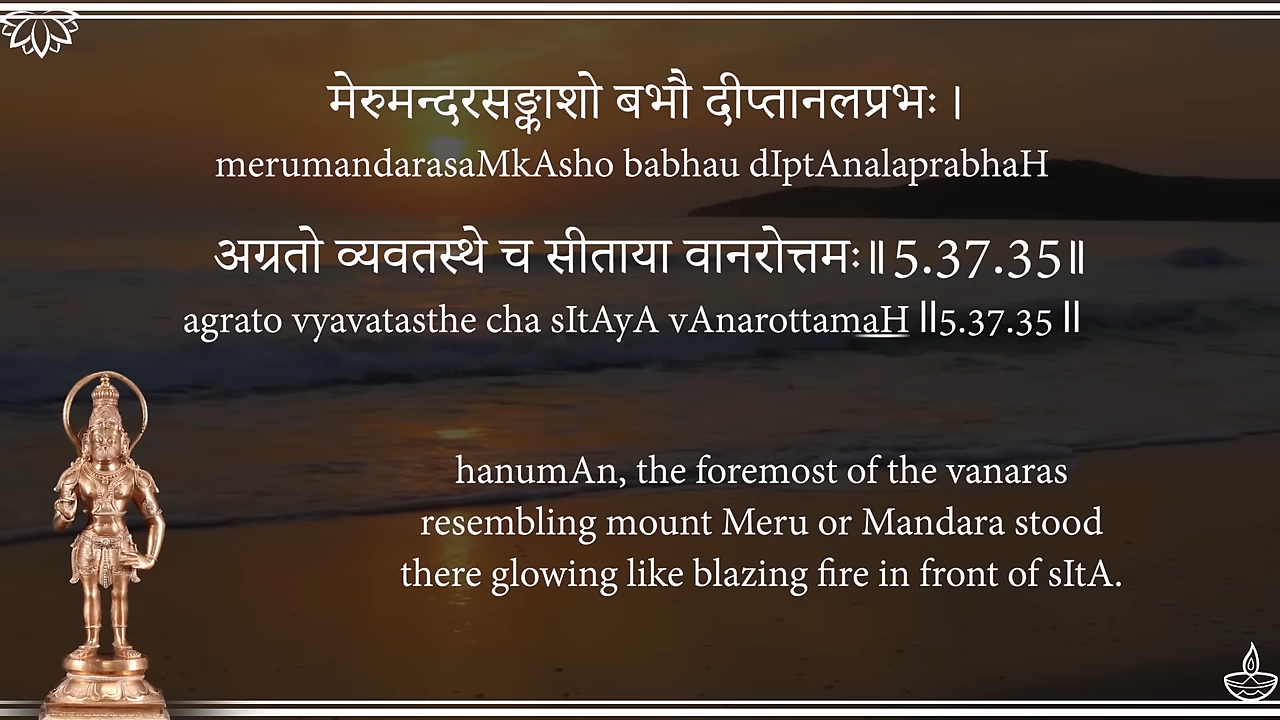 मेरुमन्दरसङ्काशो बभौ दीप्तानलप्रभः ।
merumandarasaMkAsho babhau dIptAnalaprabhaH
अग्रतो व्यवतस्थे च सीताया वानरोत्तमः॥5.37.35॥
agrato vyavatasthe cha sItAyA vAnarottamaH ॥5.37.35॥
hanumAn, the foremost of the vanaras
resembling mount Meru or Mandara stood
there glowing like blazing fire in front of sItA.